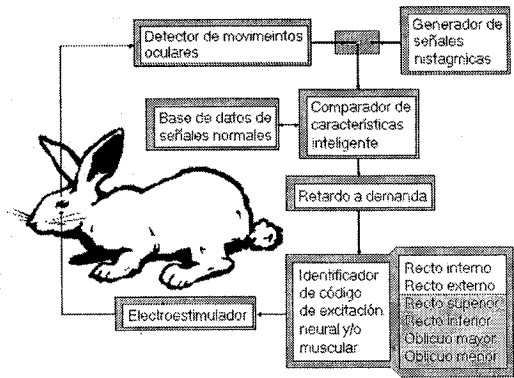 Detector de movimeintos
oculares
Generador de
señales
nistagmicas
Base de datos de
señales normales
Comparador de
características
inteligente
Retardo a demanda
Identificador
de código
de excitación
neural y/o
muscular
Recto interno
Recto externo
Recto superior
Recto inferior
Oblicuo mayor
Oblicuo menor
Electroestimulador